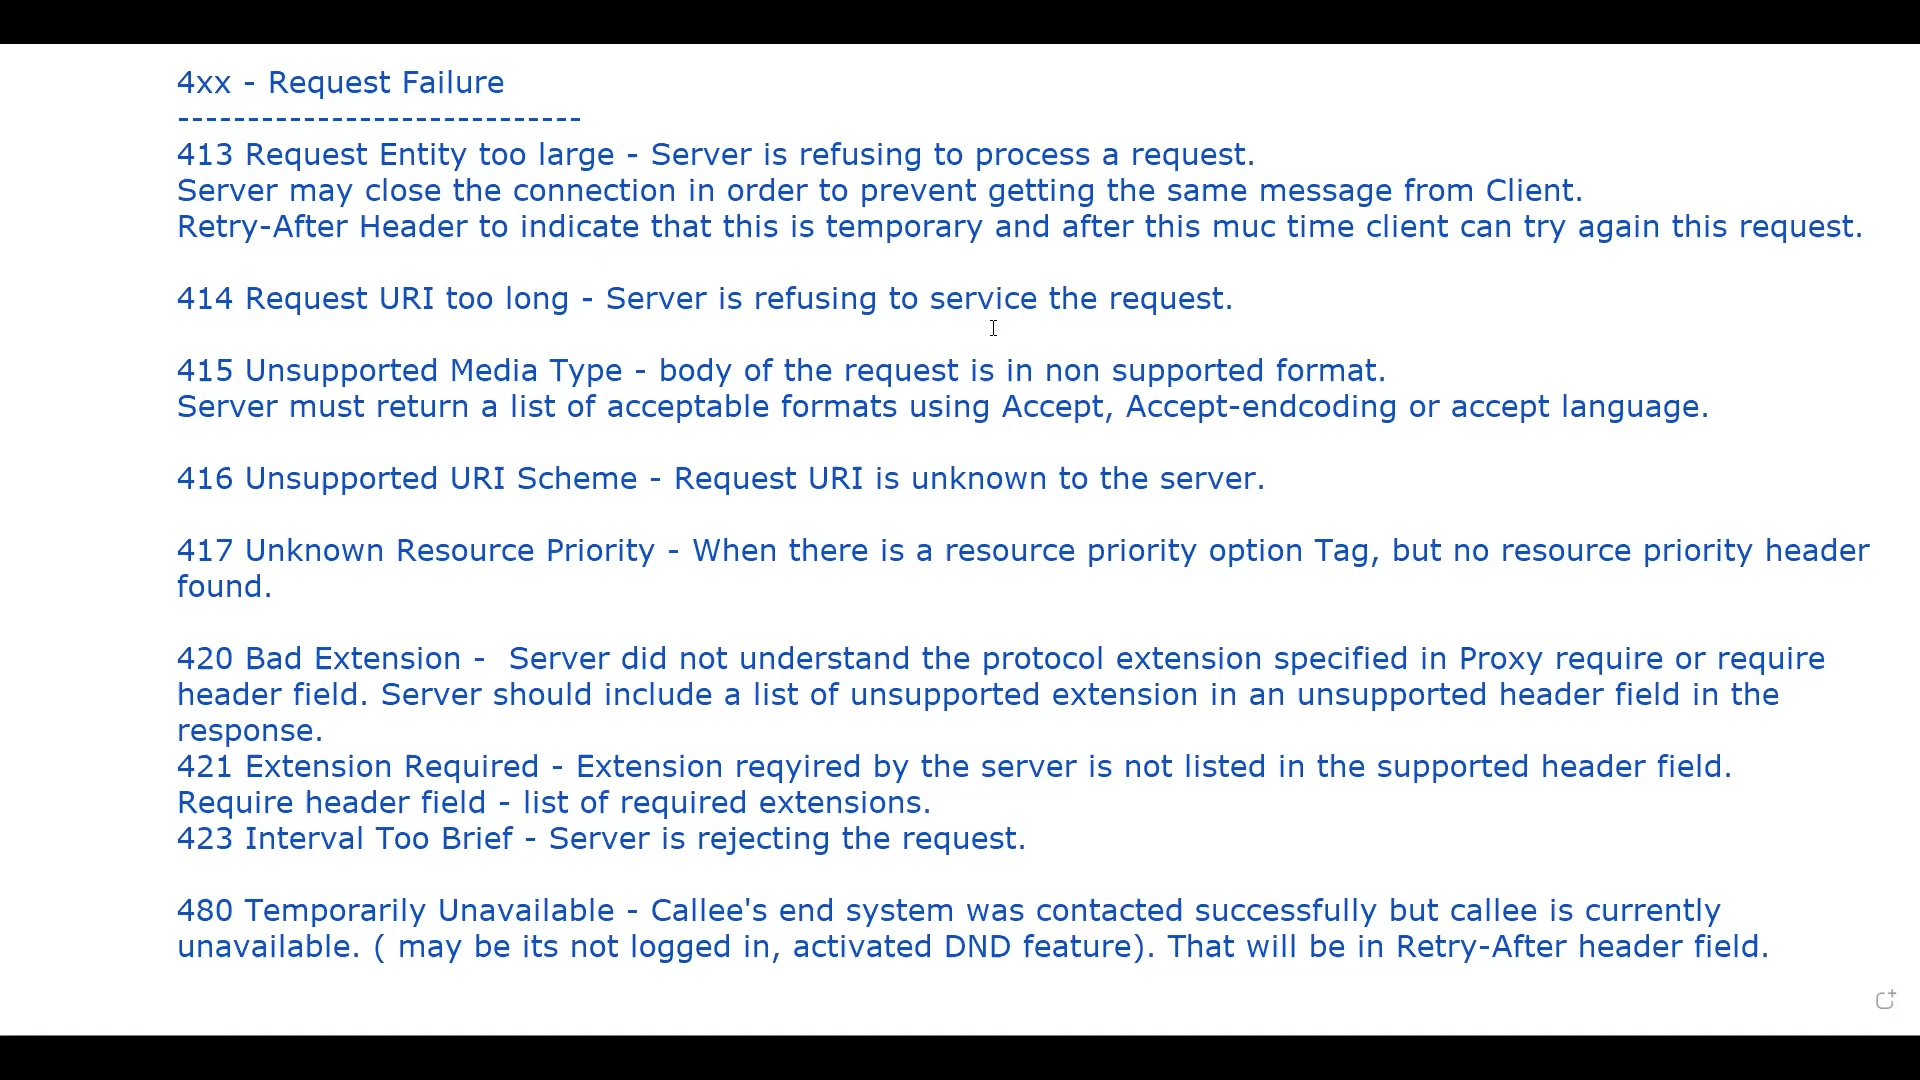 4xx - Request Failure
-----------------------------
413 Request Entity too large - Server is refusing to process a request.
Server may close the connection in order to prevent getting the same message from Client.
Retry-After Header to indicate that this is temporary and after this muc time client can try again this request.
414 Request URI too long - Server is refusing to service the request.
415 Unsupported Media Type - body of the request is in non supported format.
Server must return a list of acceptable formats using Accept, Accept-endcoding or accept language.
416 Unsupported URI Scheme - Request URI is unknown to the server.
417 Unknown Resource Priority - When there is a resource priority option Tag, but no resource priority header
found.
420 Bad Extension -  Server did not understand the protocol extension specified in Proxy require or require
header field. Server should include a list of unsupported extension in an unsupported header field in the
response.
421 Extension Required - Extension reqyired by the server is not listed in the supported header field.
Require header field - list of required extensions.
423 Interval Too Brief - Server is rejecting the request.
480 Temporarily Unavailable - Callee's end system was contacted successfully but callee is currently
unavailable. ( may be its not logged in, activated DND feature). That will be in Retry-After header field.